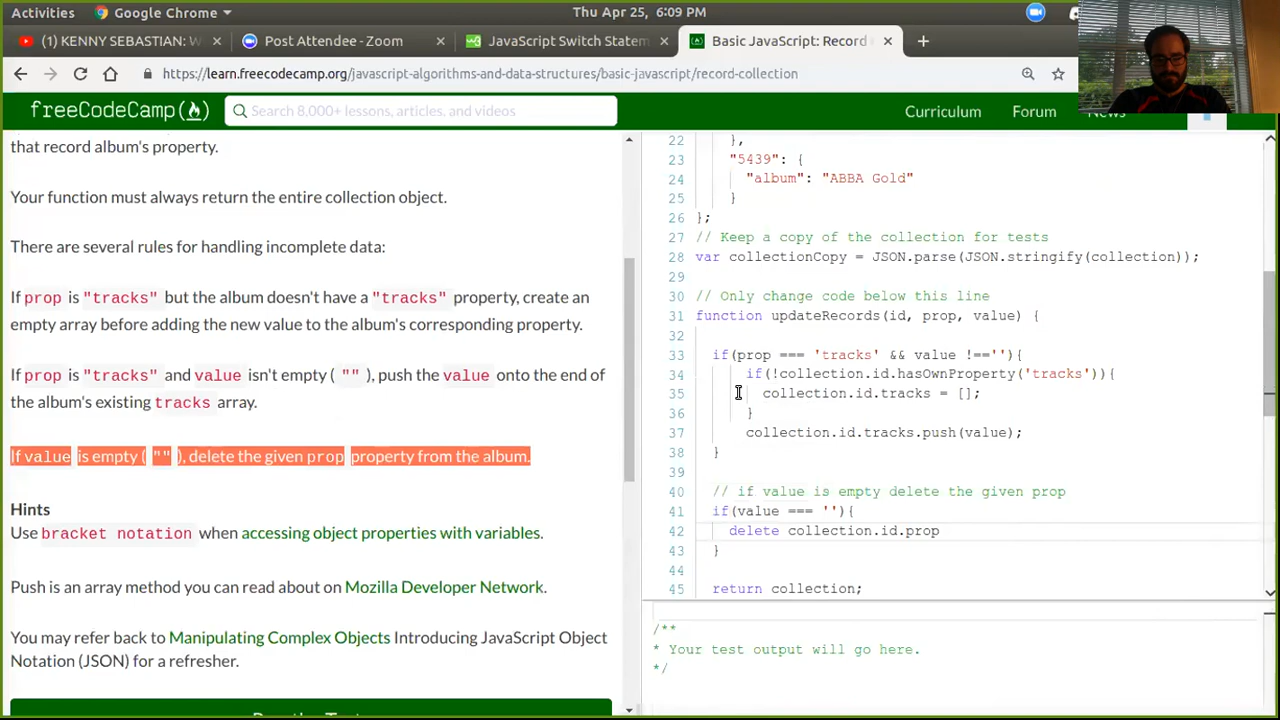 Activities
Google Chrome
Thu Apr 25, 6:09 PM
(1) KENNY SEBASTIAN: W
Post Attendee - Zoom
JavaScript Switch Statem
Basic JavaScript: Record
https://learn.freecodecamp.org/javascript-algorithms-and-data-structures/basic-javascript/record-collection
freeCodeCamp
Search 8,000+ lessons, articles, and videos
Curriculum
Forum
News
that record album's property.
Your function must always return the entire collection object.
There are several rules for handling incomplete data:
If prop is "tracks" but the album doesn't have a "tracks" property, create an
empty array before adding the new value to the album's corresponding property.
If prop is "tracks" and value isn't empty ( "" ), push the value onto the end of
the album's existing tracks array.
If value is empty ( "" ), delete the given prop property from the album.
Hints
Use bracket notation when accessing object properties with variables.
Push is an array method you can read about on Mozilla Developer Network.
You may refer back to Manipulating Complex Objects Introducing JavaScript Object
Notation (JSON) for a refresher.
22 },
23 "5439": {
24 "album": "ABBA Gold"
25 }
26 };
27 // Keep a copy of the collection for tests
28 var collectionCopy = JSON.parse(JSON.stringify(collection));
29
30 // Only change code below this line
31 function updateRecords(id, prop, value) {
32
33 if(prop === 'tracks' && value !==''){
34 if(!collection.id.hasOwnProperty('tracks')){
35 collection.id.tracks = [];
36 }
37 collection.id.tracks.push(value);
38 }
39
40 // if value is empty delete the given prop
41 if(value === ''){
42 delete collection.id.prop
43 }
44
45 return collection;
/**
* Your test output will go here.
*/